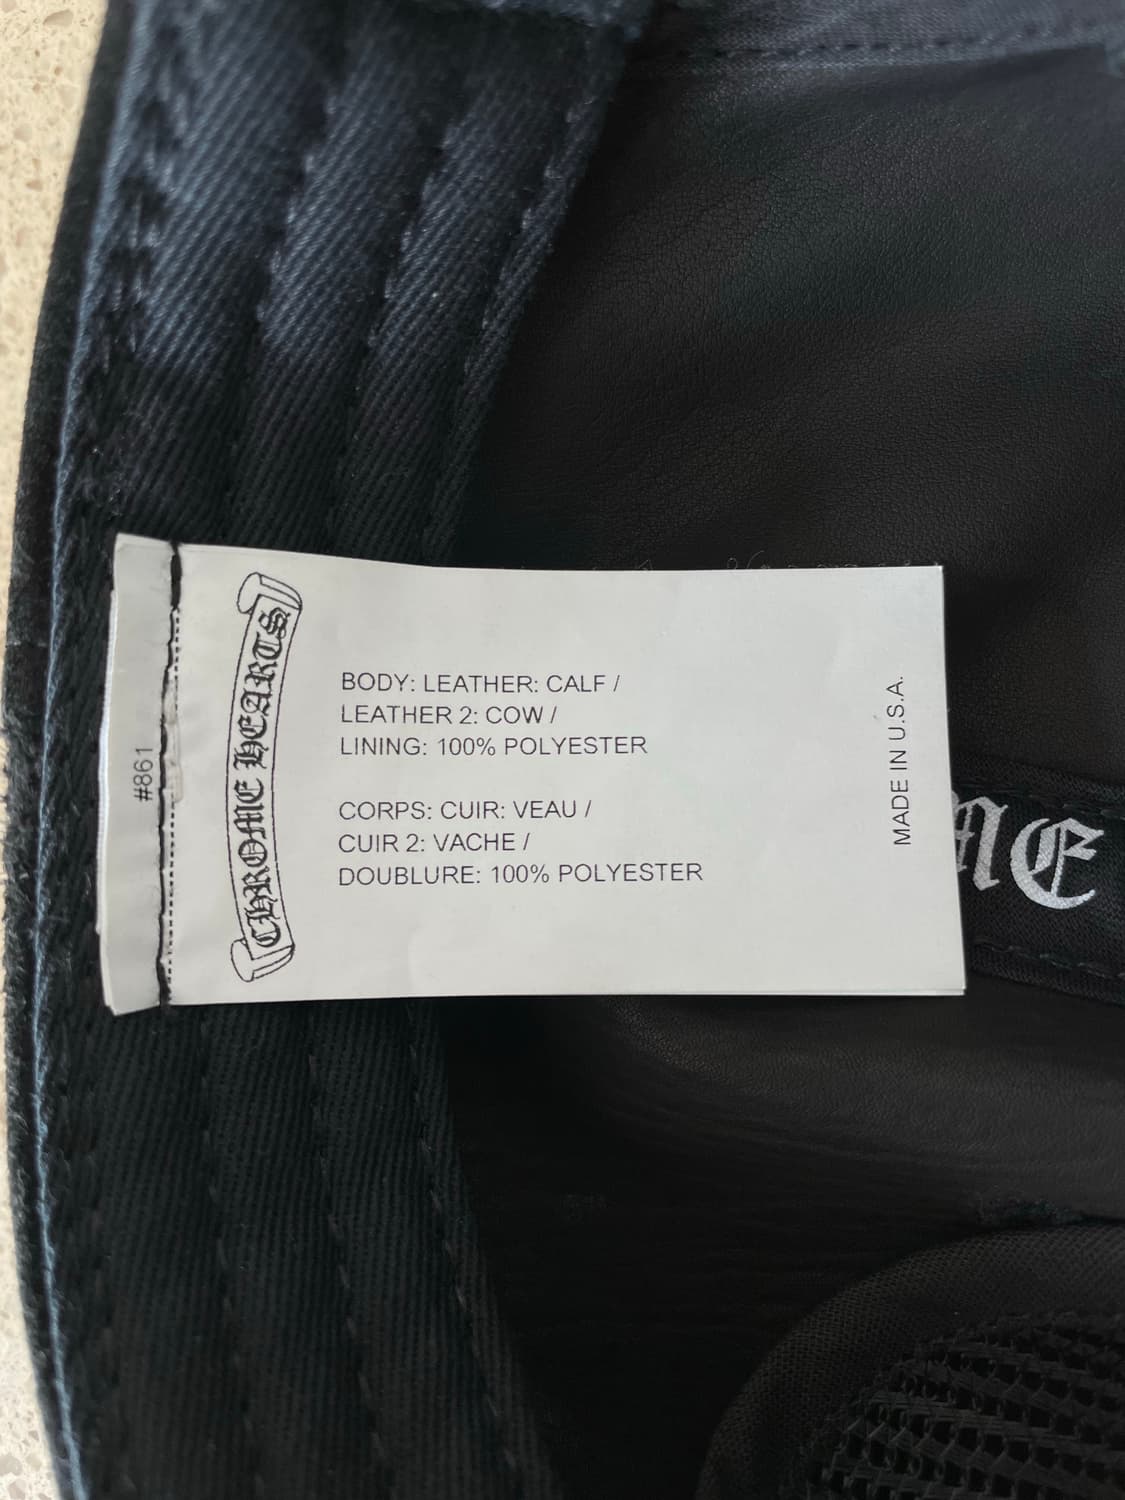 #861
CHROME HEARTS
BODY: LEATHER: CALF /
LEATHER 2: COW /
LINING: 100% POLYESTER
CORPS: CUIR: VEAU /
CUIR 2: VACHE /
DOUBLURE: 100% POLYESTER
MADE IN U.S.A.
ME